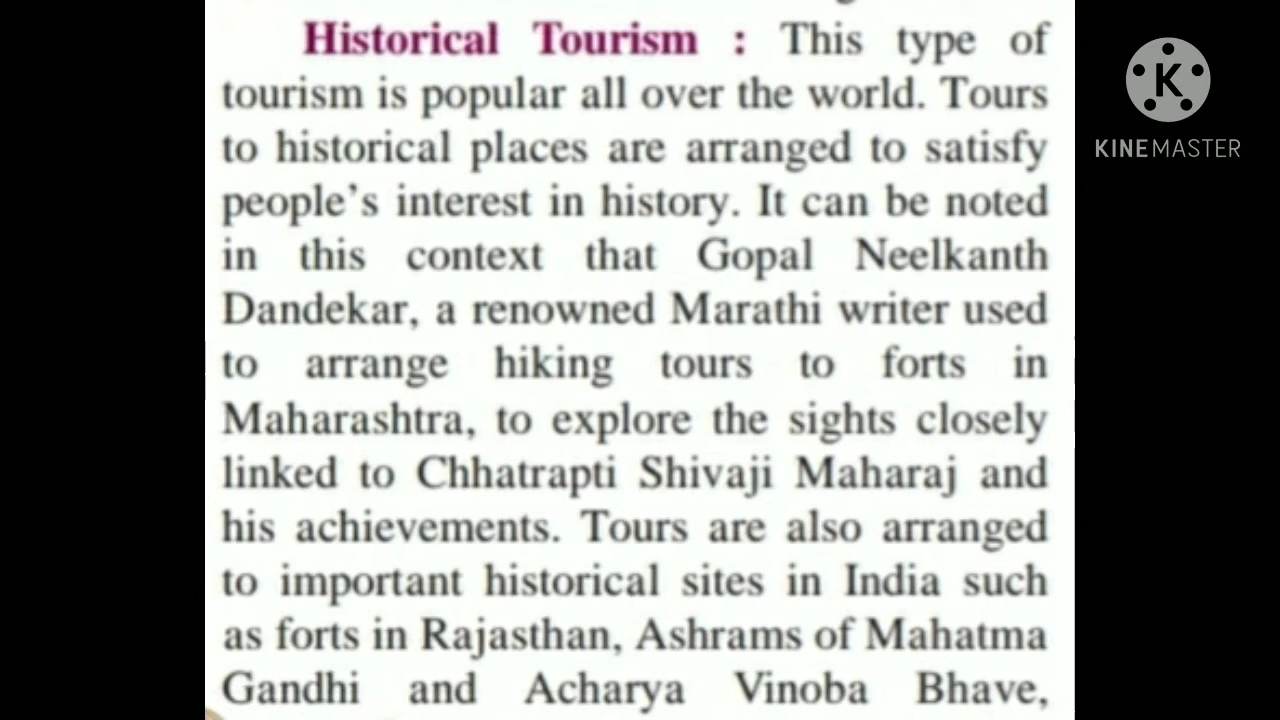 Historical Tourism : This type of
tourism is popular all over the world. Tours
to historical places are arranged to satisfy
people's interest in history. It can be noted
in this context that Gopal Neelkanth
Dandekar, a renowned Marathi writer used
to arrange hiking tours to forts in
Maharashtra, to explore the sights closely
linked to Chhatrapti Shivaji Maharaj and
his achievements. Tours are also arranged
to important historical sites in India such
as forts in Rajasthan, Ashrams of Mahatma
Gandhi and Acharya Vinoba Bhave,
K
KINEMASTER